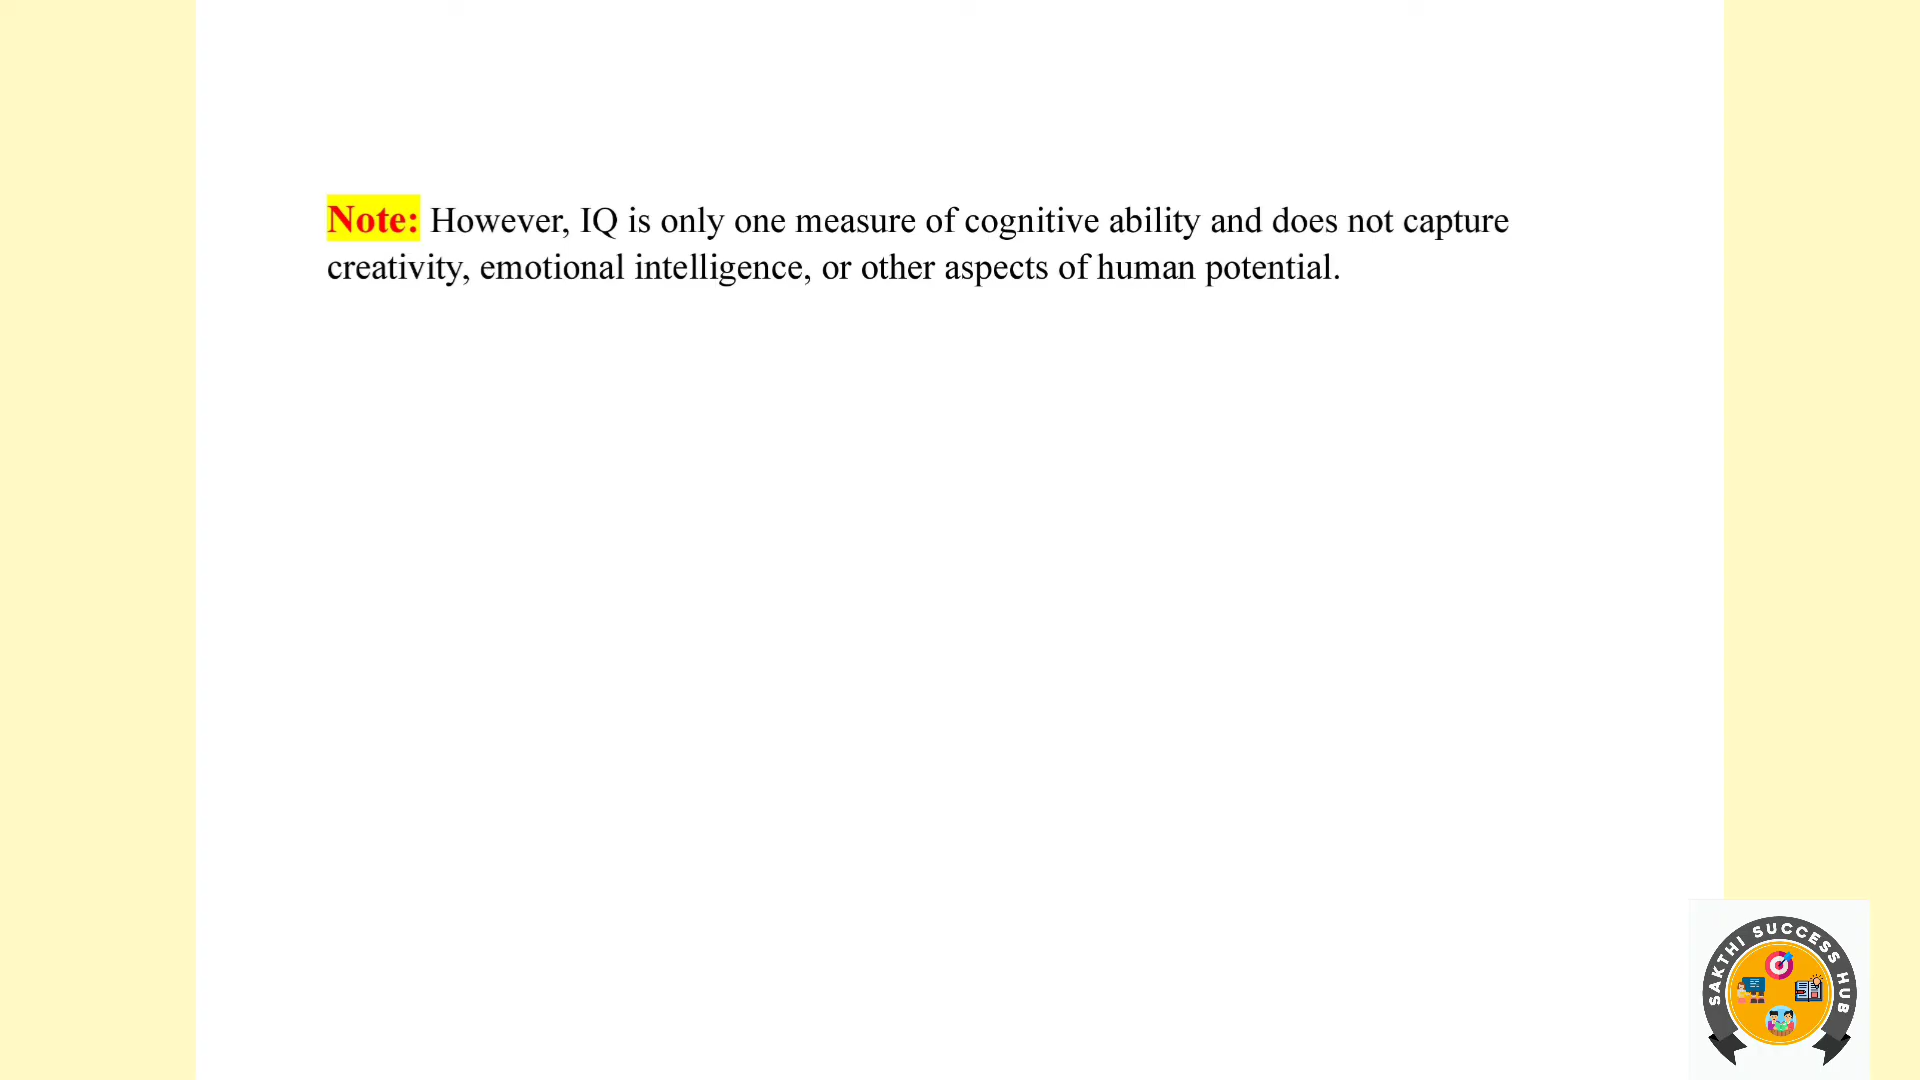 Note: However, IQ is only one measure of cognitive ability and does not capture
creativity, emotional intelligence, or other aspects of human potential.
SAKTHI SUCCESS HUB